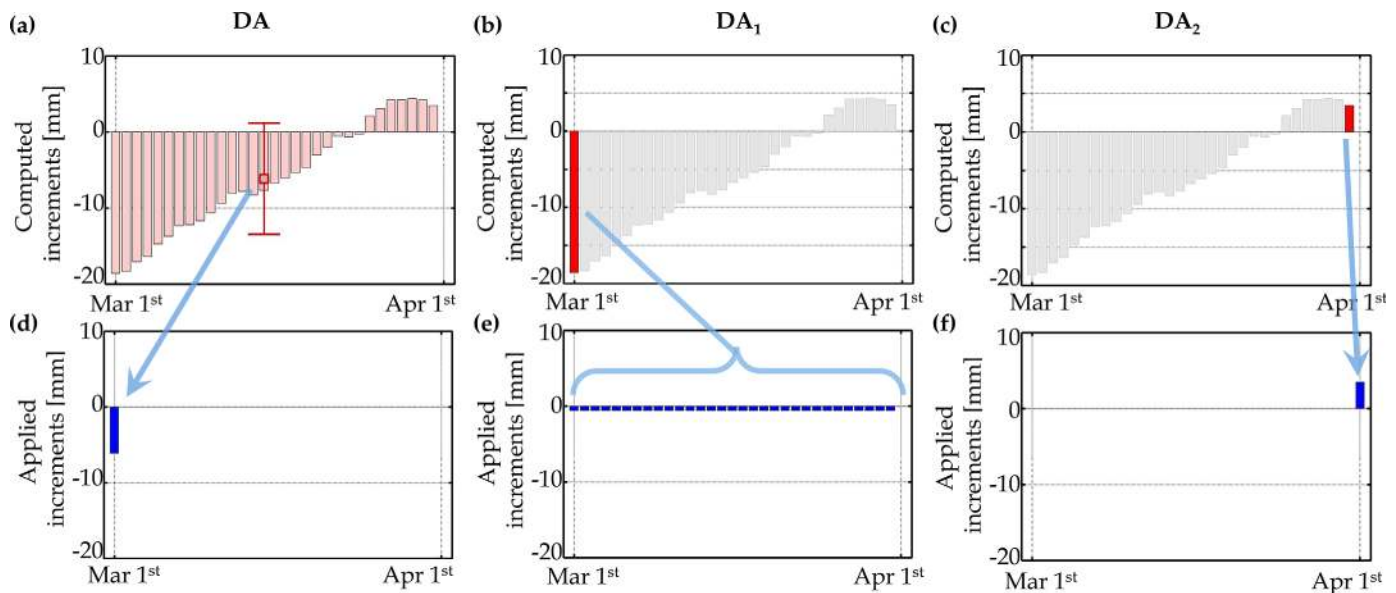 (a) DA
(b) DA₁
(c) DA₂
Computed
increments [mm]
10
0
-10
-20
Mar 1ˢᵗ Apr 1ˢᵗ
Computed
increments [mm]
10
0
-10
-20
Mar 1ˢᵗ Apr 1ˢᵗ
Computed
increments [mm]
10
0
-10
-20
Mar 1ˢᵗ Apr 1ˢᵗ
(d)
Applied
increments [mm]
10
0
-10
-20
Mar 1ˢᵗ Apr 1ˢᵗ
(e)
Applied
increments [mm]
10
0
-10
-20
Mar 1ˢᵗ Apr 1ˢᵗ
(f)
Applied
increments [mm]
10
0
-10
-20
Mar 1ˢᵗ Apr 1ˢᵗ